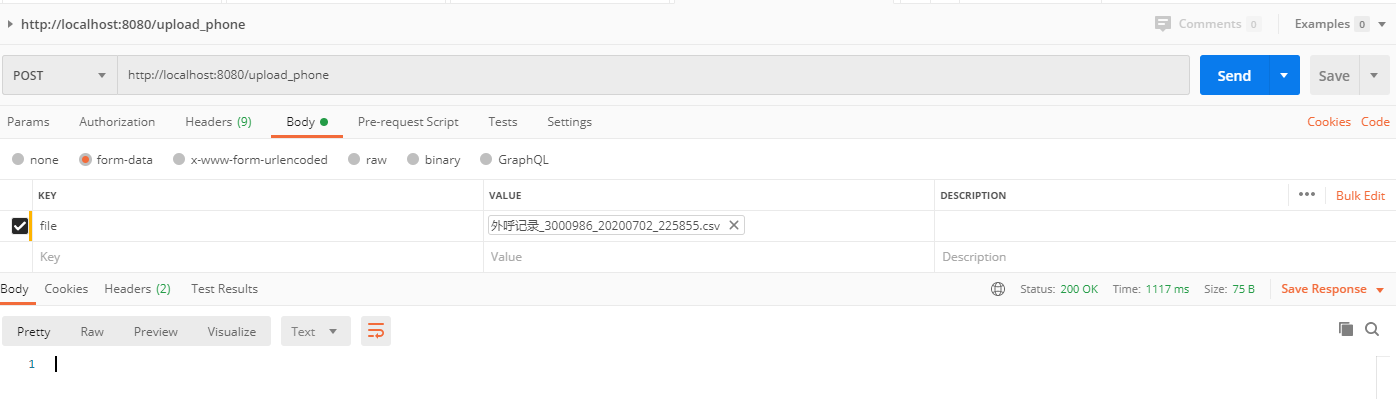 http://localhost:8080/upload_phone Comments 0 Examples 0
POST http://localhost:8080/upload_phone Send Save
Params Authorization Headers (9) Body Pre-request Script Tests Settings Cookies Code
none form-data x-www-form-urlencoded raw binary GraphQL
KEY VALUE DESCRIPTION ••• Bulk Edit
file 外呼记录_3000986_20200702_225855.csv
Key Value Description
Body Cookies Headers (2) Test Results Status: 200 OK Time: 1117 ms Size: 75 B Save Response
Pretty Raw Preview Visualize Text
1